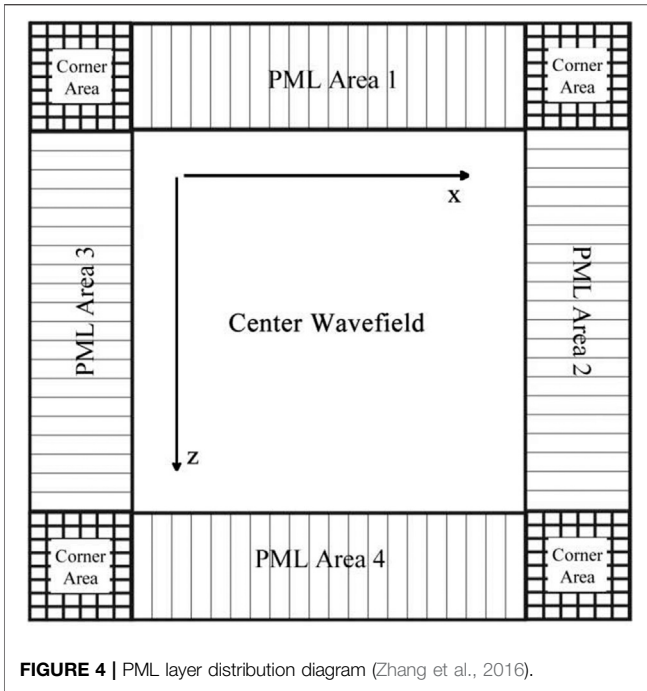 Corner
Area
PML Area 1
Corner
Area
x
PML Area 3
Center Wavefield
PML Area 2
z
Corner
Area
PML Area 4
Corner
Area
FIGURE 4 | PML layer distribution diagram (Zhang et al., 2016).